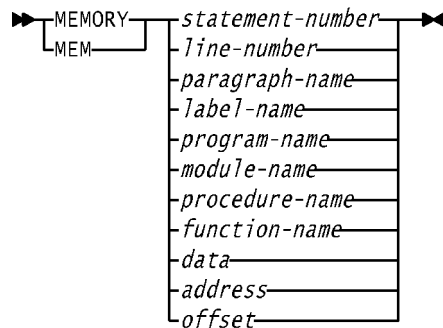 MEMORY statement-number
MEM line-number
paragraph-name
label-name
program-name
module-name
procedure-name
function-name
data
address
offset